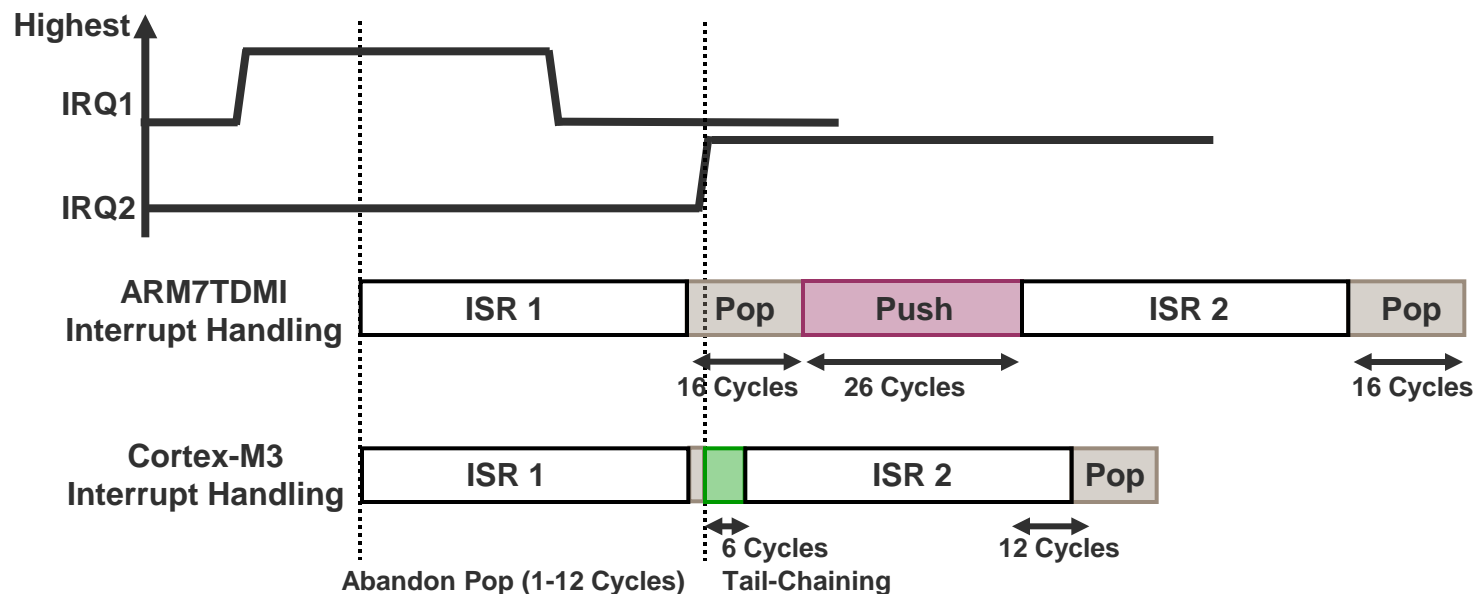 Highest
IRQ1
IRQ2
ARM7TDMI
Interrupt Handling
ISR 1
Pop
Push
ISR 2
Pop
16 Cycles
26 Cycles
16 Cycles
Cortex-M3
Interrupt Handling
ISR 1
ISR 2
Pop
6 Cycles
12 Cycles
Abandon Pop (1-12 Cycles)
Tail-Chaining